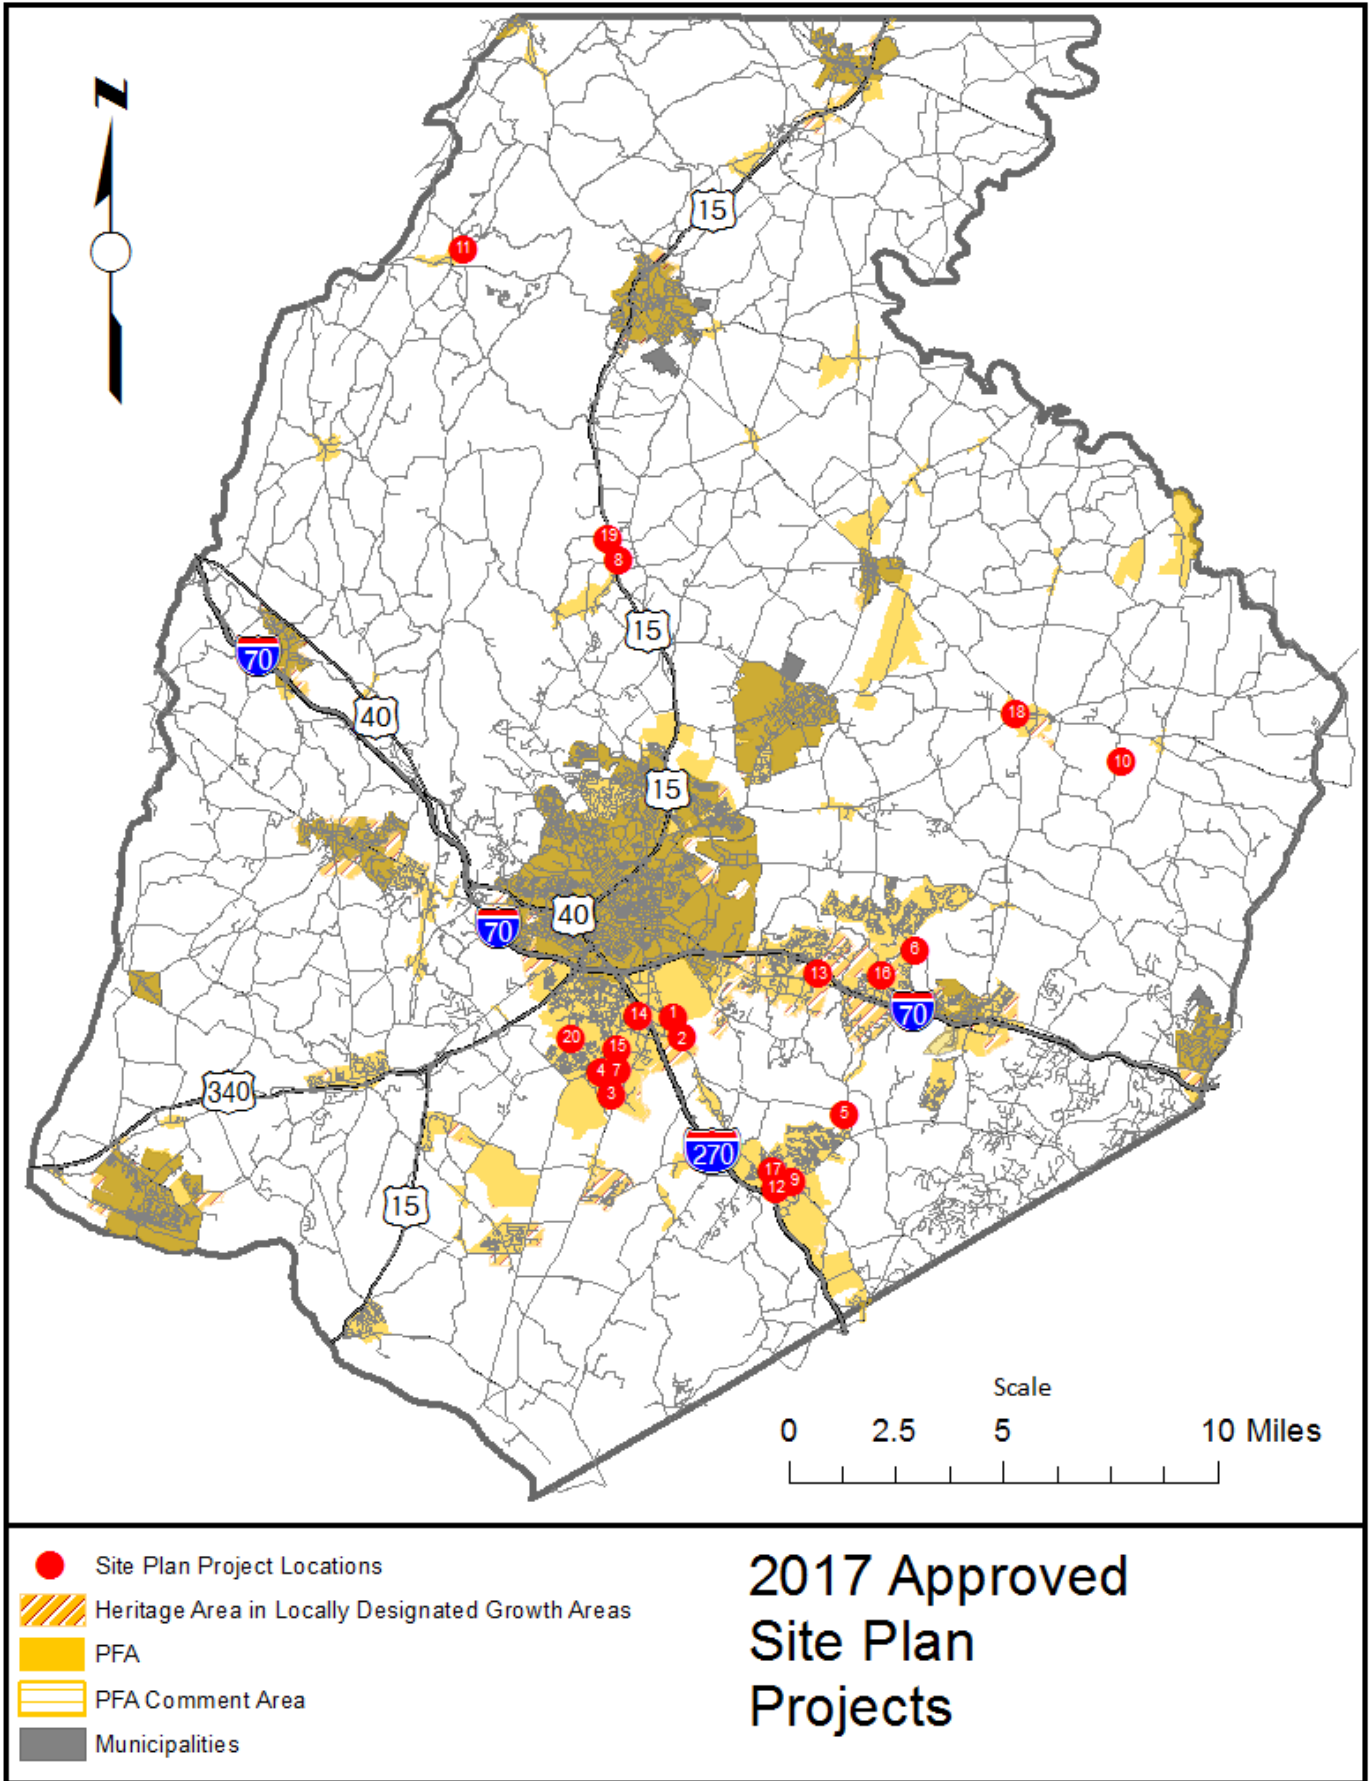 N
15
11
19
8
15
70
40
18
10
15
40
70
6
13
16
70
14
1
2
20
15
4
7
3
340
5
270
17
9
12
15
Scale
0 2.5 5 10 Miles
Site Plan Project Locations
Heritage Area in Locally Designated Growth Areas
PFA
PFA Comment Area
Municipalities
2017 Approved
Site Plan
Projects